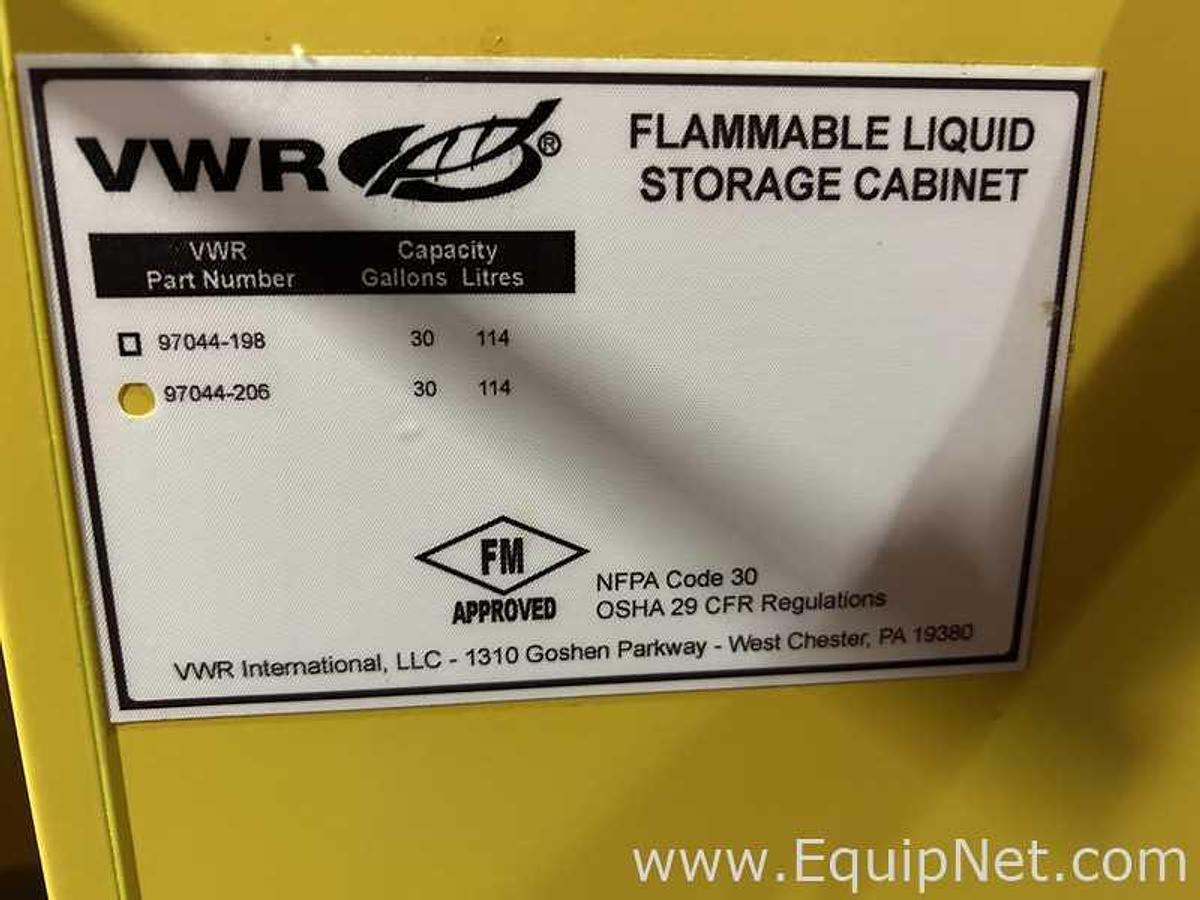 VWR®
FLAMMABLE LIQUID
STORAGE CABINET
VWR Capacity
Part Number Gallons Litres
97044-198 30 114
97044-206 30 114
FM
APPROVED
NFPA Code 30
OSHA 29 CFR Regulations
VWR International, LLC - 1310 Goshen Parkway - West Chester, PA 19380
www.EquipNet.com